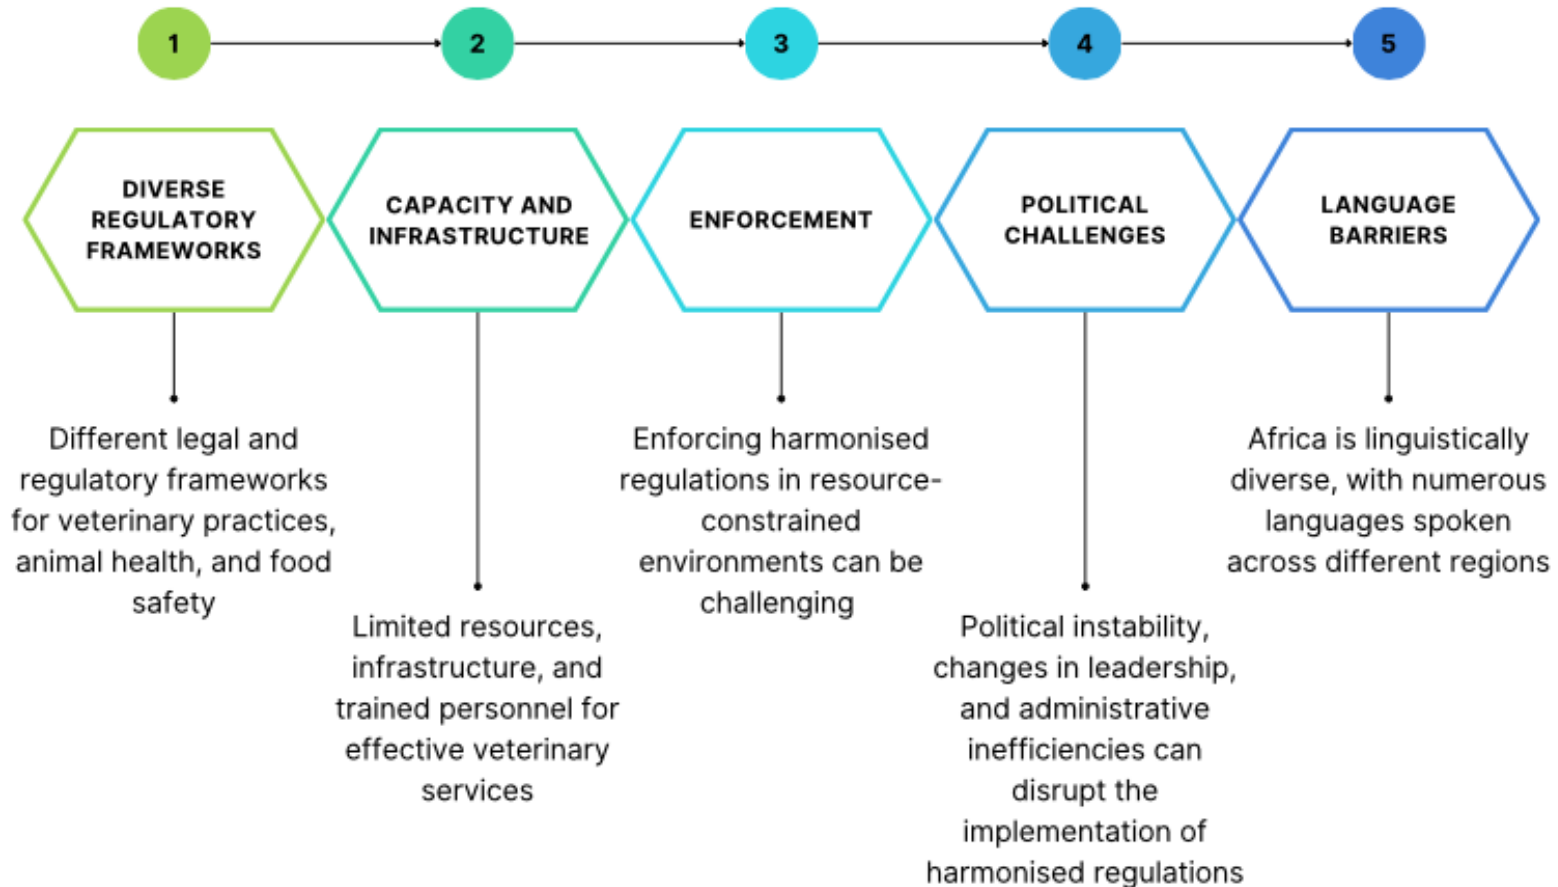 1
2
3
4
5
DIVERSE
REGULATORY
FRAMEWORKS
CAPACITY AND
INFRASTRUCTURE
ENFORCEMENT
POLITICAL
CHALLENGES
LANGUAGE
BARRIERS
Different legal and
regulatory frameworks
for veterinary practices,
animal health, and food
safety
Limited resources,
infrastructure, and
trained personnel for
effective veterinary
services
Enforcing harmonised
regulations in resource-
constrained
environments can be
challenging
Political instability,
changes in leadership,
and administrative
inefficiencies can
disrupt the
implementation of
harmonised regulations
Africa is linguistically
diverse, with numerous
languages spoken
across different regions